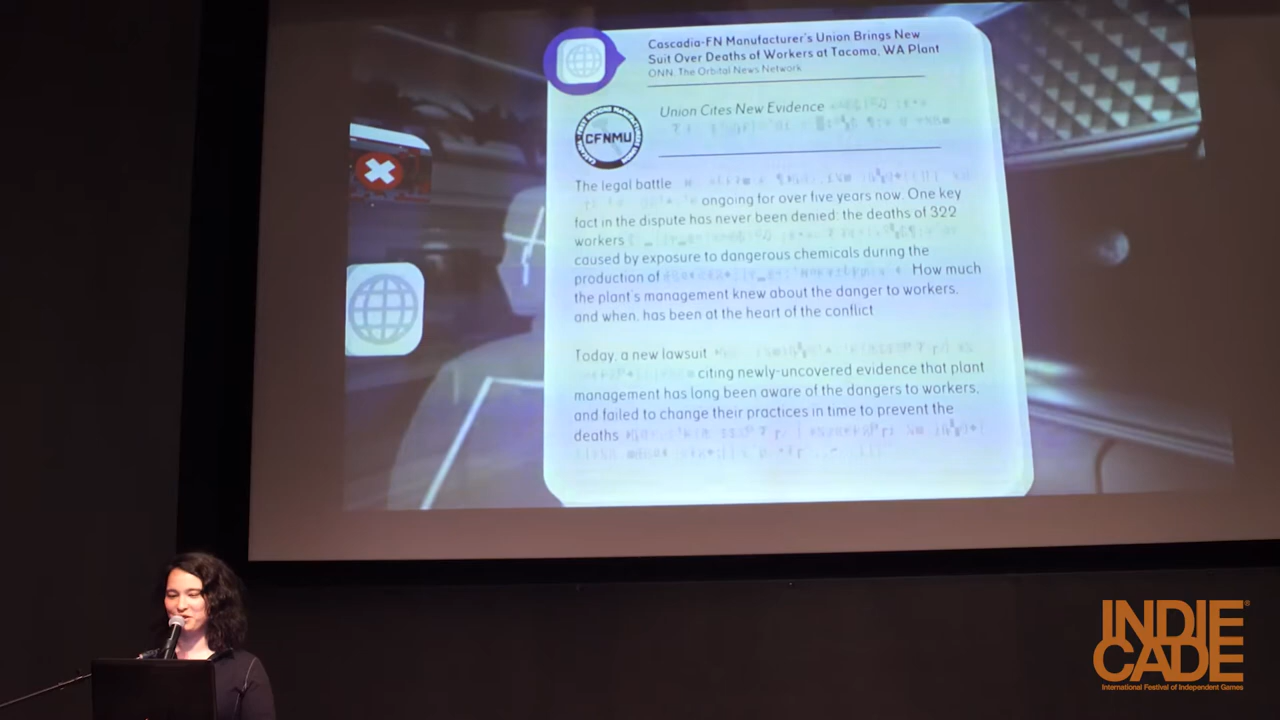 Cascadia-FN Manufacturer's Union Brings New
Suit Over Deaths of Workers at Tacoma, WA Plant
ONN: The Orbital News Network
Union Cites New Evidence
CFNMU
The legal battle
ongoing for over five years now. One key
fact in the dispute has never been denied: the deaths of 322
workers
caused by exposure to dangerous chemicals during the
production of How much
the plant's management knew about the danger to workers,
and when, has been at the heart of the conflict
Today, a new lawsuit
citing newly-uncovered evidence that plant
management has long been aware of the dangers to workers,
and failed to change their practices in time to prevent the
deaths
INDIE
CADE
International Festival of Independent Games